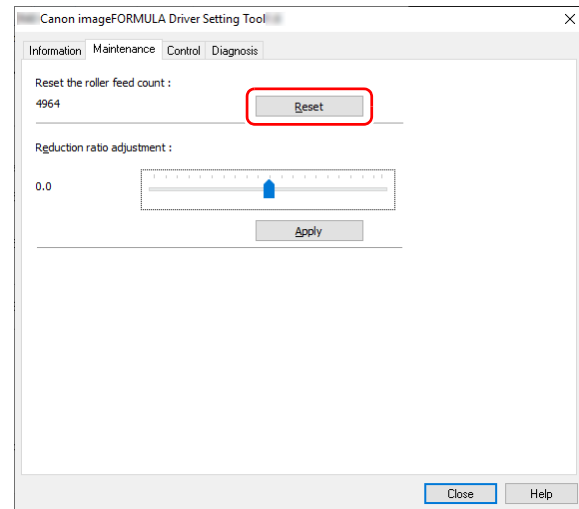 Canon imageFORMULA Driver Setting Tool
Information Maintenance Control Diagnosis
Reset the roller feed count :
4964
Reset
Reduction ratio adjustment :
0.0
Apply
Close Help